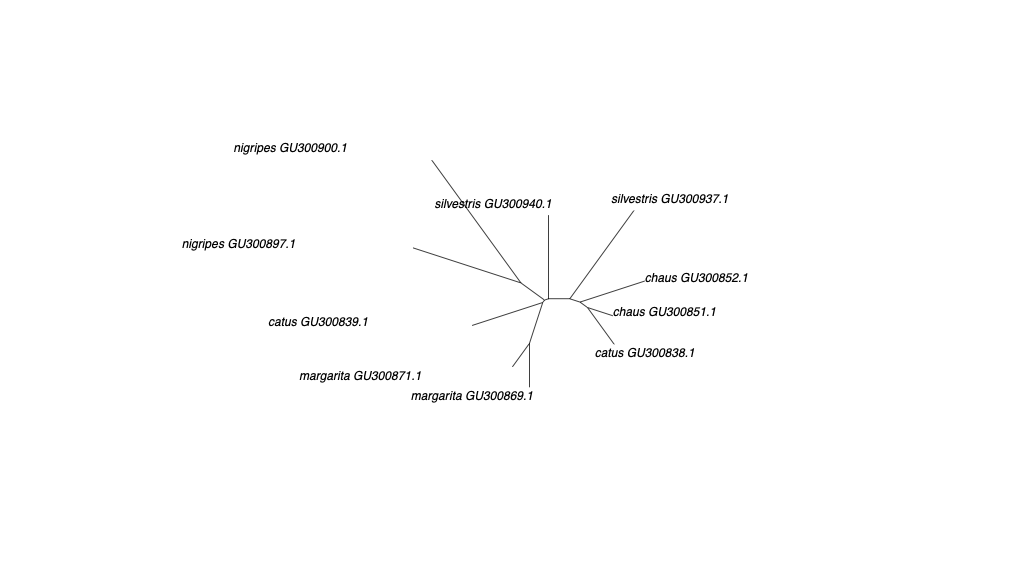 nigripes GU300900.1
silvestris GU300937.1
silvestris GU300940.1
nigripes GU300897.1
chaus GU300852.1
chaus GU300851.1
catus GU300839.1
catus GU300838.1
margarita GU300871.1
margarita GU300869.1